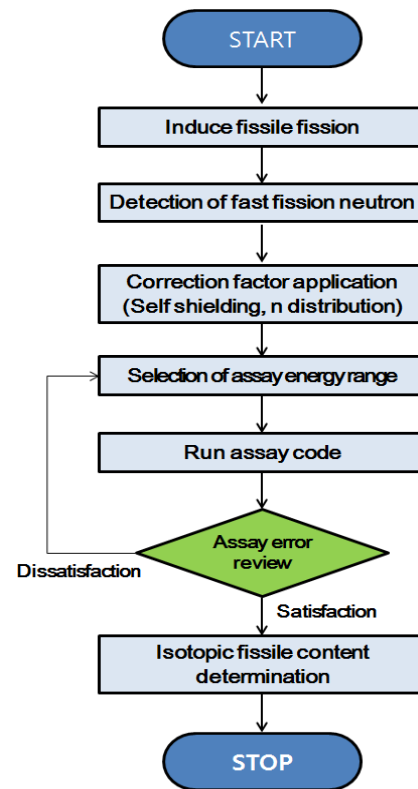 START
Induce fissile fission
Detection of fast fission neutron
Correction factor application
(Self shielding, n distribution)
Selection of assay energy range
Run assay code
Assay error
review
Dissatisfaction
Satisfaction
Isotopic fissile content
determination
STOP